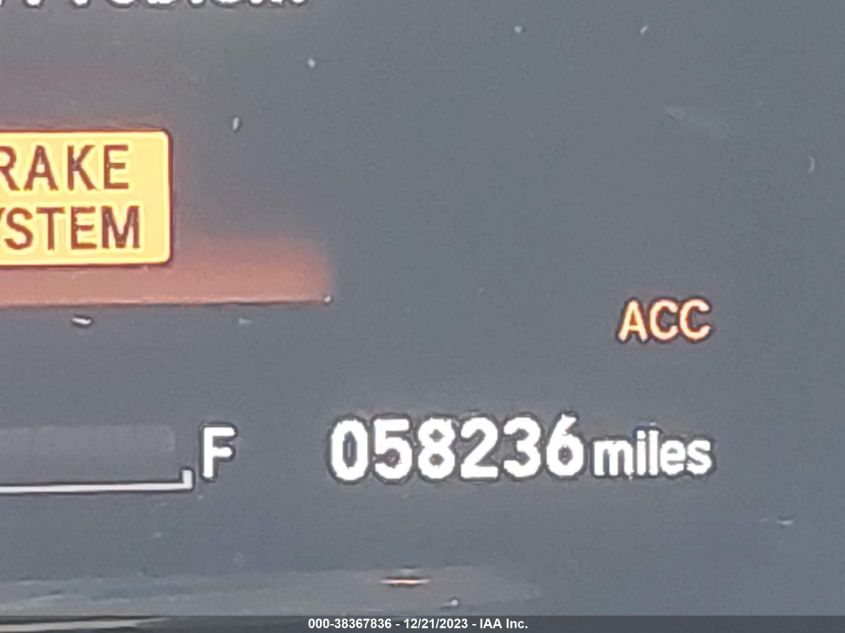 RAKE
YSTEM
ACC
F 058236 miles
000-38367836 - 12/21/2023 - IAA Inc.